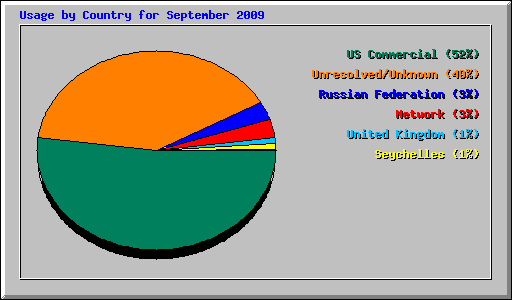 Usage by Country for September 2009
US Commercial (52%)
Unresolved/Unknown (40%)
Russian Federation (3%)
Network (3%)
United Kingdom (1%)
Seychelles (1%)